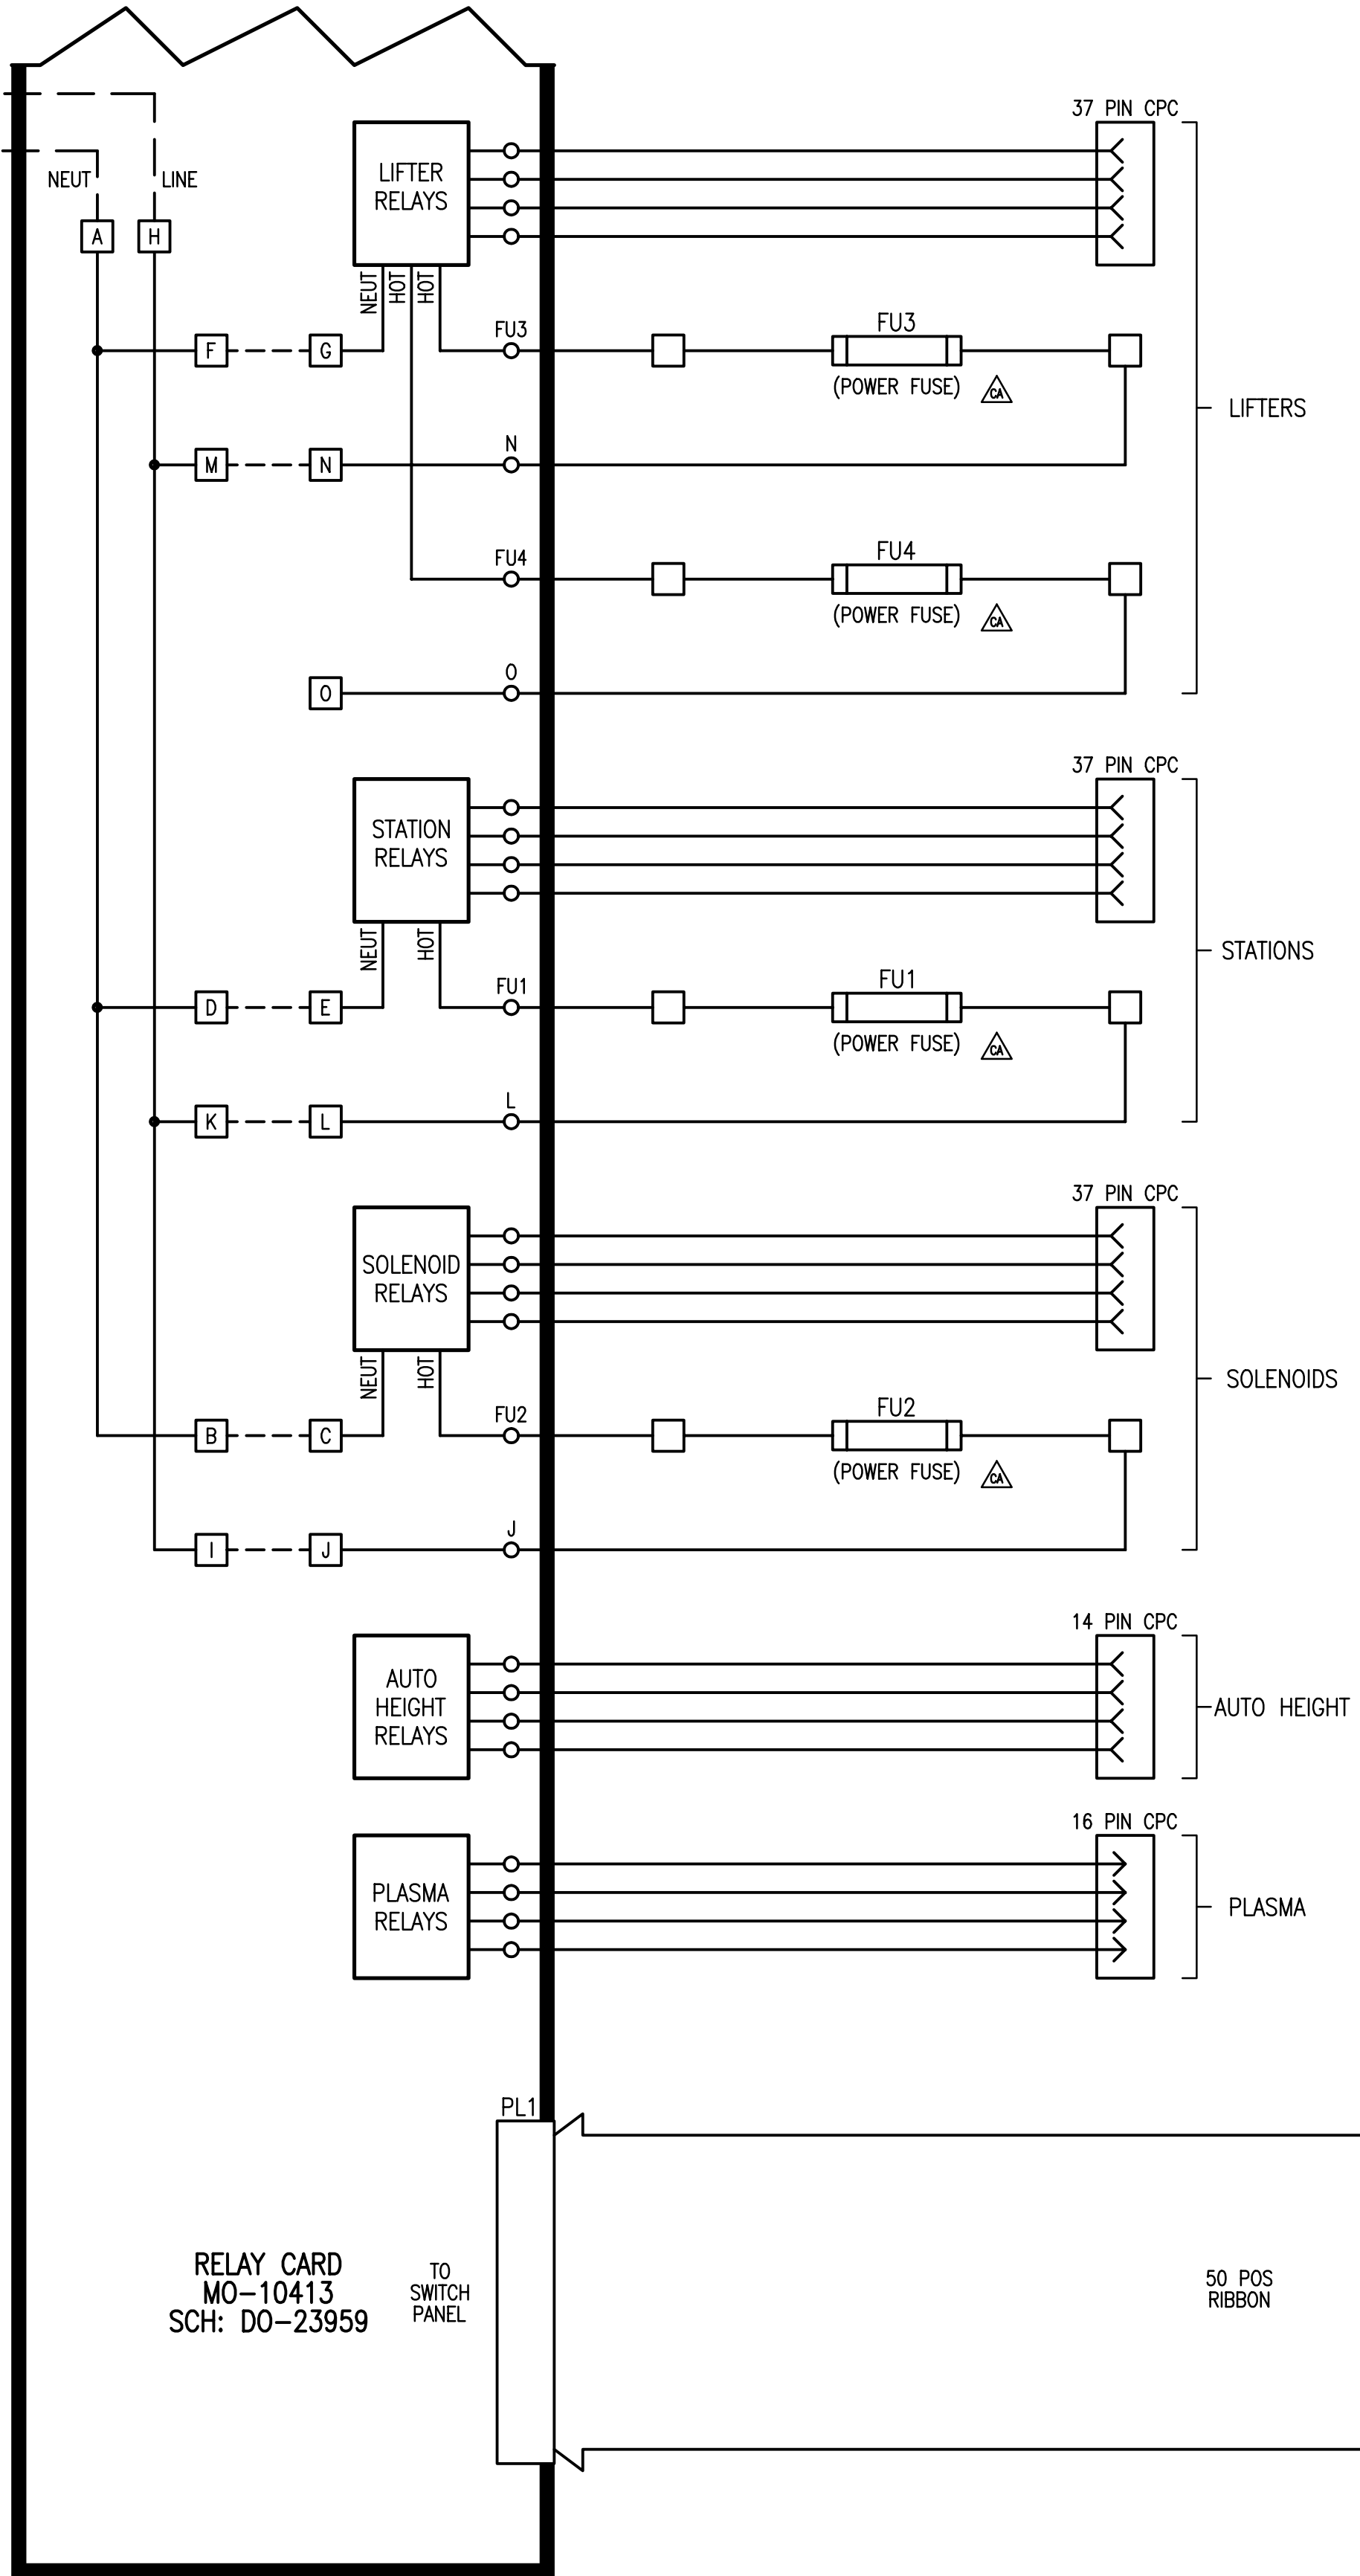 37 PIN CPC
NEUT
LINE
LIFTER
RELAYS
A
H
NEUT
HOT
HOT
FU3
FU3
F
G
(POWER FUSE)
CA
LIFTERS
N
M
N
FU4
FU4
(POWER FUSE)
CA
O
O
37 PIN CPC
STATION
RELAYS
NEUT
HOT
STATIONS
FU1
FU1
D
E
(POWER FUSE)
CA
L
K
L
37 PIN CPC
SOLENOID
RELAYS
NEUT
HOT
SOLENOIDS
FU2
FU2
B
C
(POWER FUSE)
CA
J
I
J
14 PIN CPC
AUTO
HEIGHT
RELAYS
AUTO HEIGHT
16 PIN CPC
PLASMA
RELAYS
PLASMA
PL1
RELAY CARD
MO-10413
SCH: DO-23959
TO
SWITCH
PANEL
50 POS
RIBBON